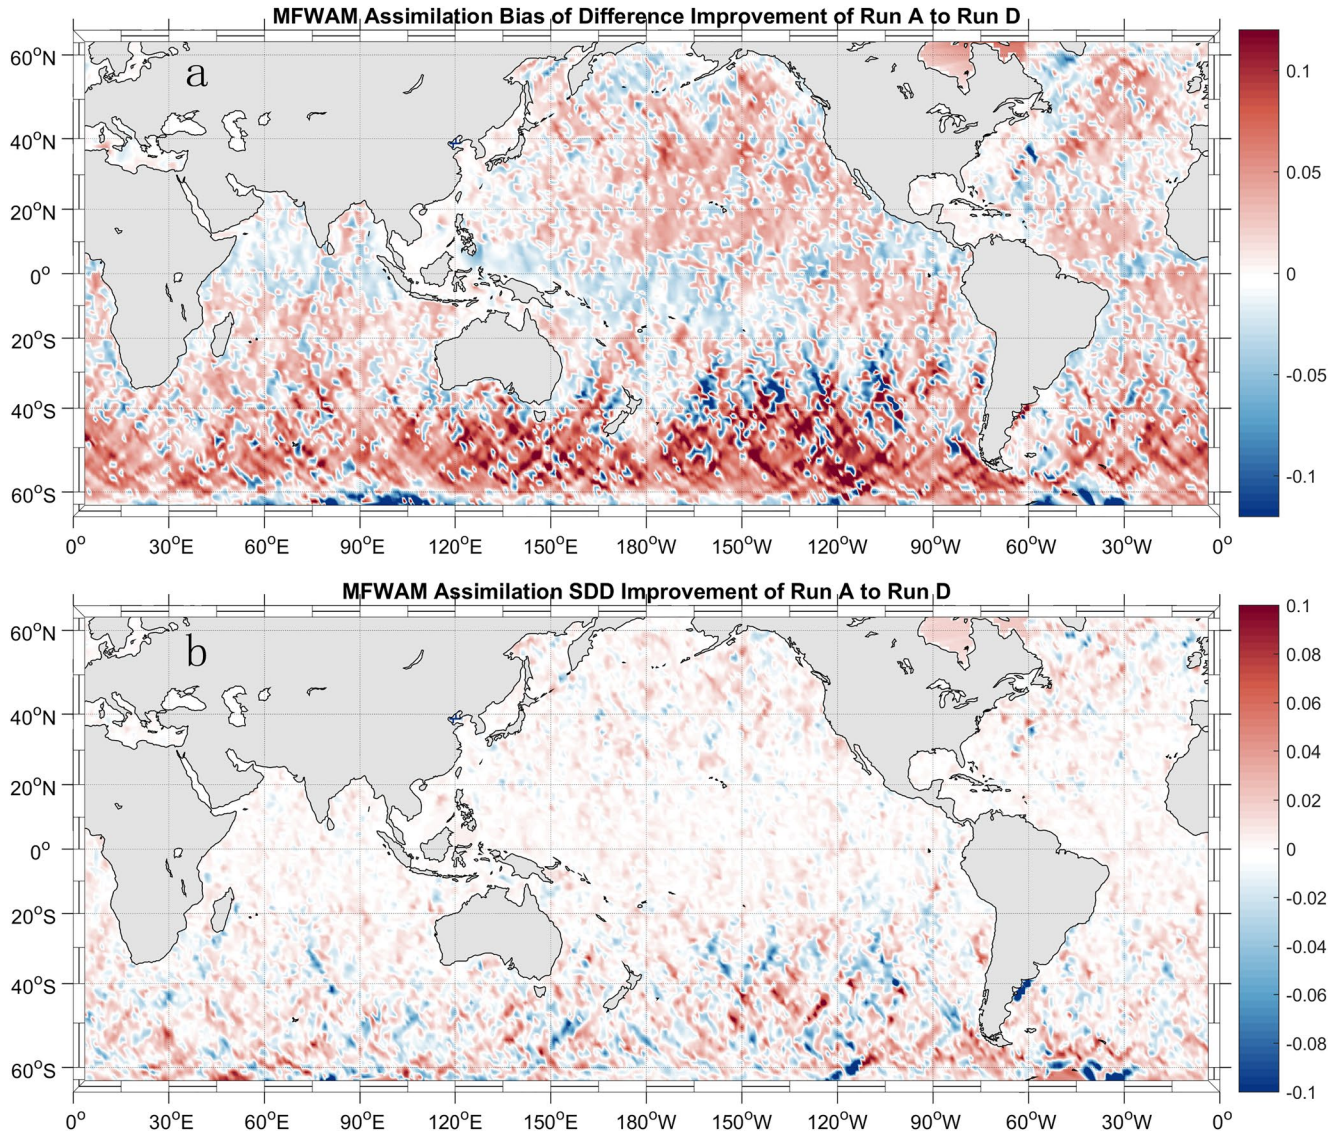 MFWAM Assimilation Bias of Difference Improvement of Run A to Run D
a
60°N
40°N
20°N
0°
20°S
40°S
60°S
0° 30°E 60°E 90°E 120°E 150°E 180°W 150°W 120°W 90°W 60°W 30°W 0°
0.1
0.05
0
-0.05
-0.1
MFWAM Assimilation SDD Improvement of Run A to Run D
b
60°N
40°N
20°N
0°
20°S
40°S
60°S
0° 30°E 60°E 90°E 120°E 150°E 180°W 150°W 120°W 90°W 60°W 30°W 0°
0.1
0.08
0.06
0.04
0.02
0
-0.02
-0.04
-0.06
-0.08
-0.1